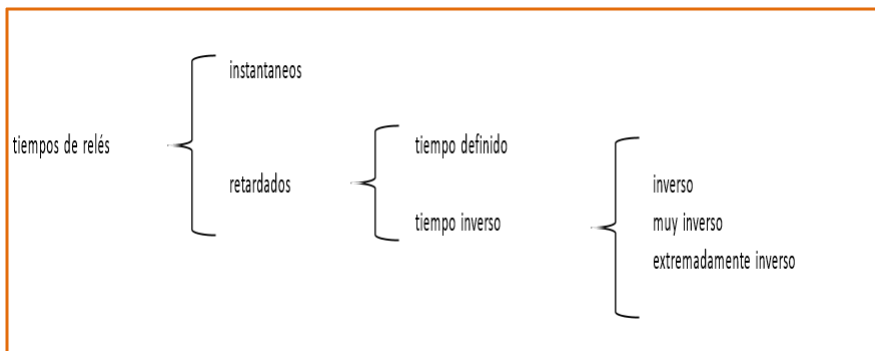 instantaneos
tiempos de relés
tiempo definido
retardados
inverso
tiempo inverso
muy inverso
extremadamente inverso